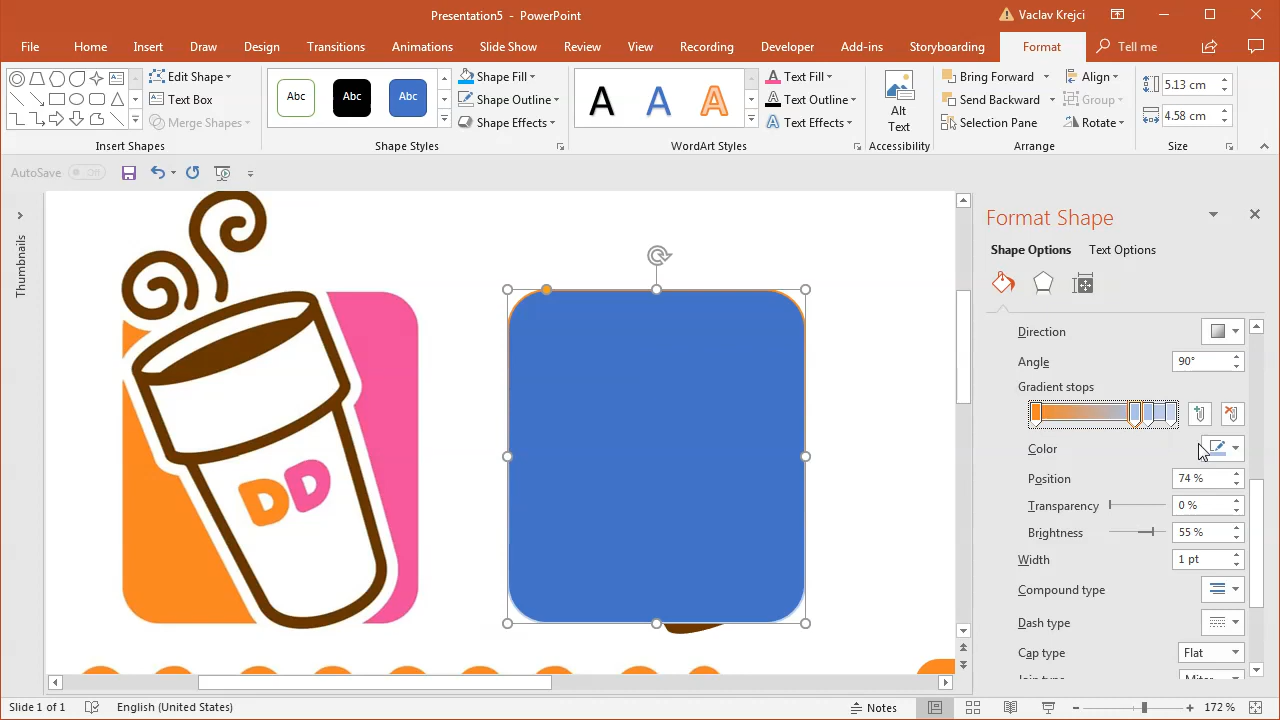 Presentation5 - PowerPoint
Vaclav Krejci
File Home Insert Draw Design Transitions Animations Slide Show Review View Recording Developer Add-ins Storyboarding Format Tell me
Edit Shape
Text Box
Merge Shapes
Insert Shapes
Abc Abc Abc
Shape Fill
Shape Outline
Shape Effects
Shape Styles
A A A
Text Fill
Text Outline
Text Effects
WordArt Styles
Alt
Text
Accessibility
Bring Forward
Send Backward
Selection Pane
Align
Group
Rotate
Arrange
5.13 cm
4.58 cm
Size
AutoSave Off
Thumbnails
DD
Format Shape
Shape Options Text Options
Direction
Angle 90°
Gradient stops
Color
Position 74 %
Transparency 0 %
Brightness 55 %
Width 1 pt
Compound type
Dash type
Cap type Flat
Join type Miter
Slide 1 of 1 English (United States) Notes 172 %